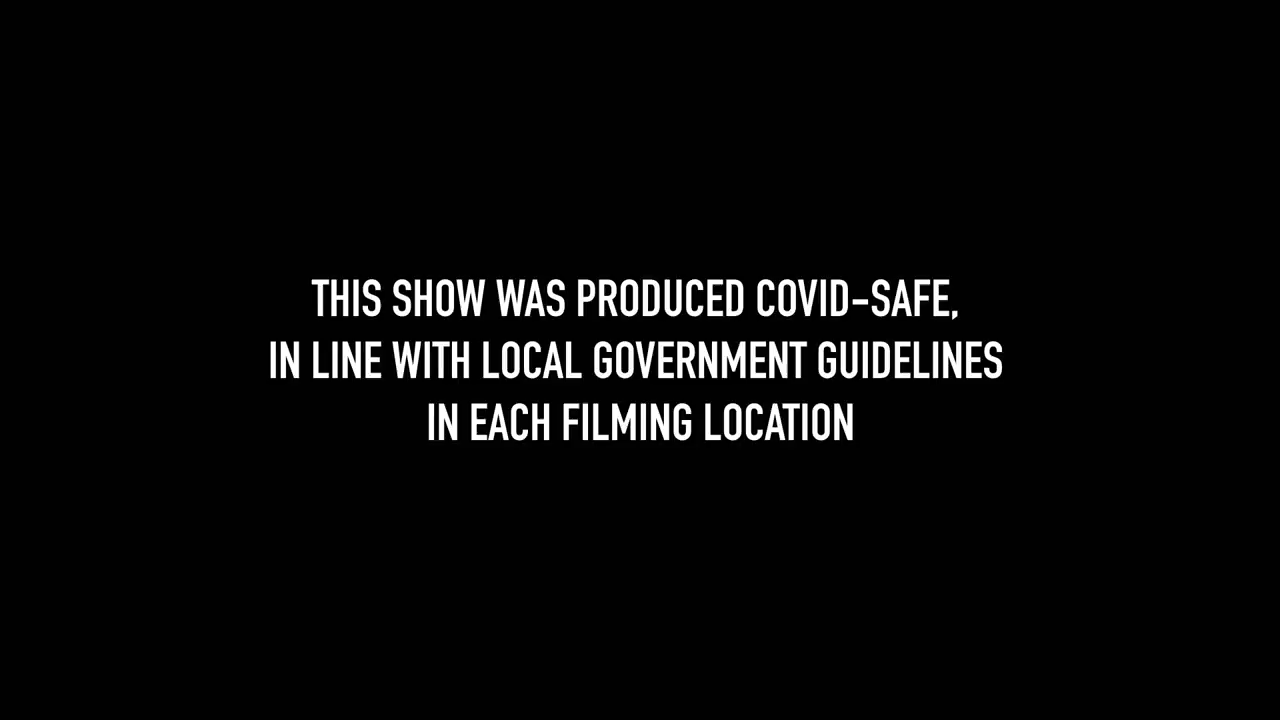 THIS SHOW WAS PRODUCED COVID-SAFE,
IN LINE WITH LOCAL GOVERNMENT GUIDELINES
IN EACH FILMING LOCATION